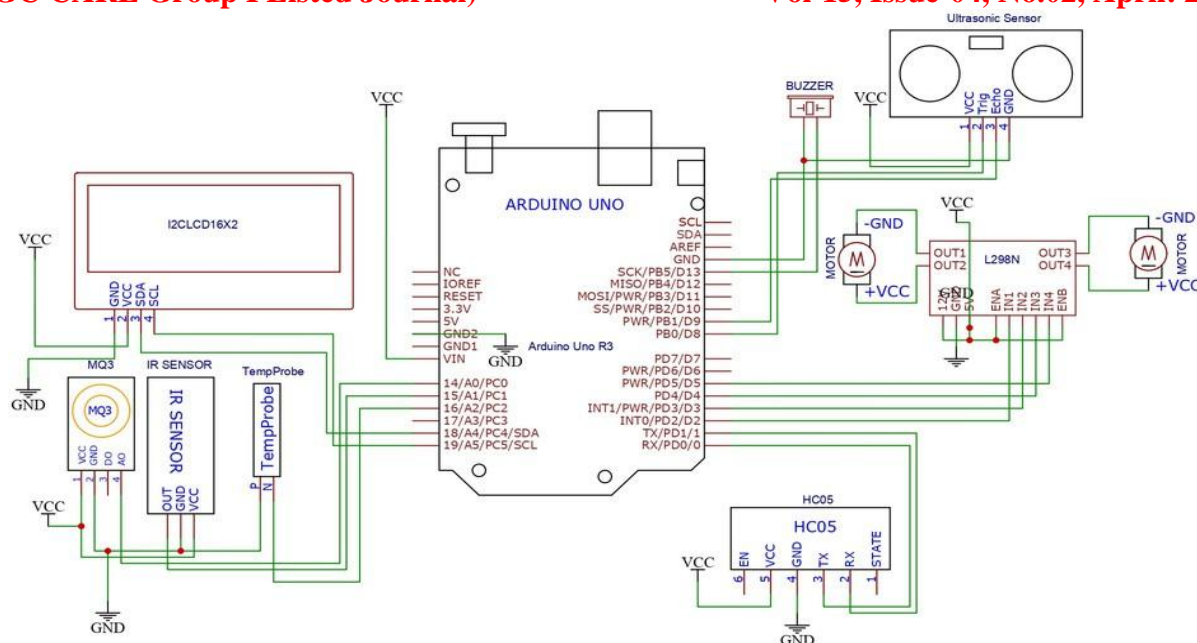 Vol 13, Issue 04, No.02, April: 2
Ultrasonic Sensor
VCC
Trig
Echo
GND
1
2
3
4
VCC
BUZZER
VCC
I2CLCD16X2
GND
VCC
SDA
SCL
1
2
3
4
VCC
GND
ARDUINO UNO
SCL
SDA
AREF
GND
SCK/PB5/D13
MISO/PB4/D12
MOSI/PWR/PB3/D11
SS/PWR/PB2/D10
PWR/PB1/D9
PB0/D8
PD7/D7
PWR/PD6/D6
PWR/PD5/D5
PD4/D4
INT1/PWR/PD3/D3
INT0/PD2/D2
TX/PD1/1
RX/PD0/0
NC
IOREF
RESET
3.3V
5V
GND2
GND1
VIN
14/A0/PC0
15/A1/PC1
16/A2/PC2
17/A3/PC3
18/A4/PC4/SDA
19/A5/PC5/SCL
Arduino Uno R3
GND
VCC
-GND
MOTOR
M
+VCC
OUT1
OUT2
L298N
OUT3
OUT4
GND
GND
5V
ENA
IN1
IN2
IN3
IN4
ENB
-GND
M
MOTOR
+VCC
MQ3
MQ3
VCC
GND
DO
AO
1
2
3
4
IR SENSOR
IR SENSOR
OUT
GND
VCC
TempProbe
TempProbe
P
N
VCC
GND
HC05
HC05
EN
VCC
GND
TX
RX
STATE
6
5
4
3
2
1
VCC
GND